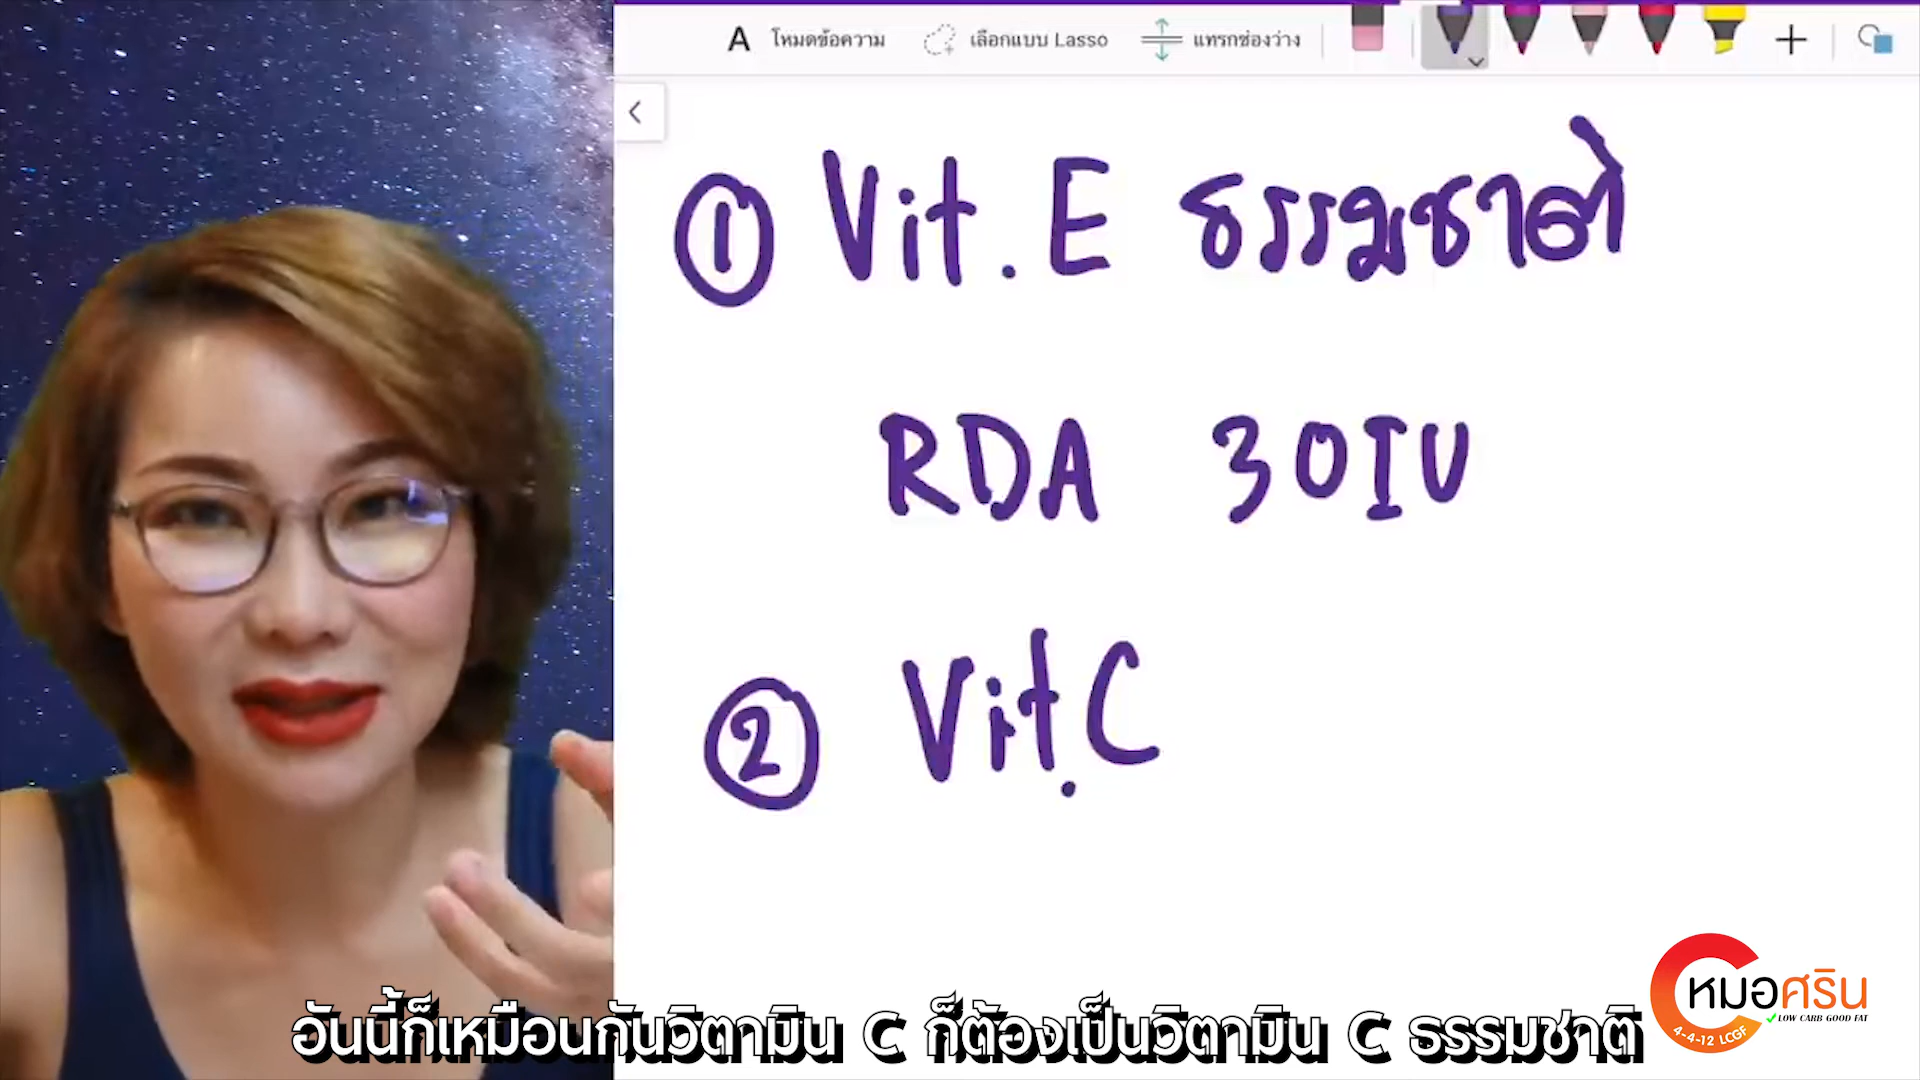 A โหมดข้อความ เลือกแบบ Lasso แทรกช่องว่าง
① Vit. E ธรรมชาติ
RDA 30IU
② Vit. C
หมอศริน
LOW CARB GOOD FAT
4-4-12 LCGF
อันนี้ก็เหมือนกันวิตามิน C ก็ต้องเป็นวิตามิน C ธรรมชาติ